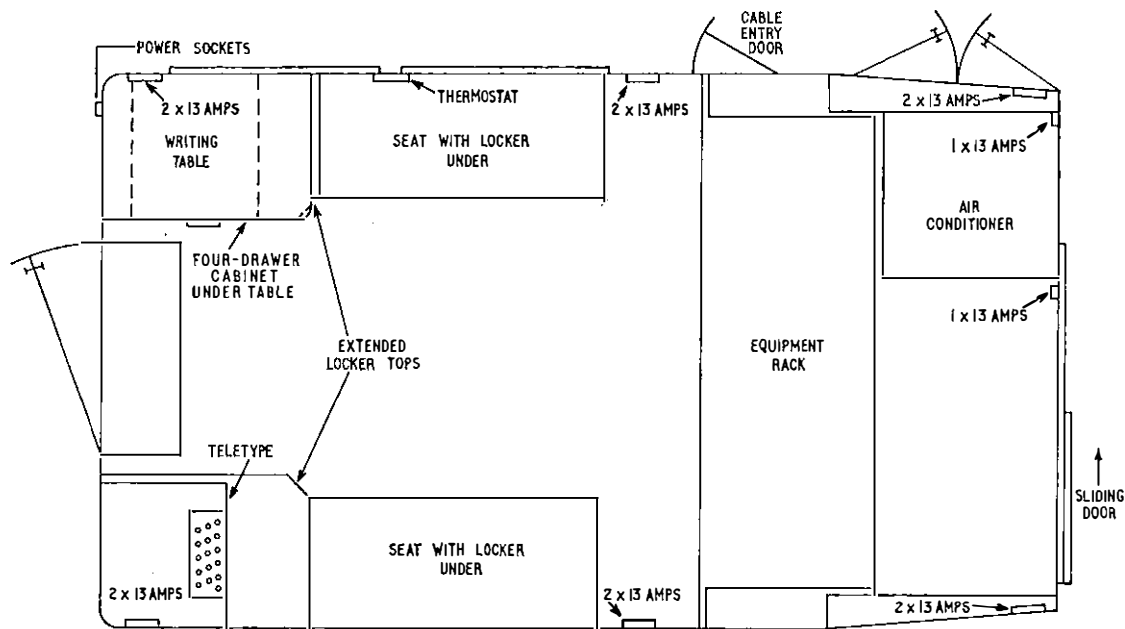 CABLE
ENTRY
DOOR
POWER SOCKETS
THERMOSTAT
2 x 13 AMPS
2 x 13 AMPS
2 x 13 AMPS
WRITING
TABLE
SEAT WITH LOCKER
UNDER
1 x 13 AMPS
AIR
CONDITIONER
FOUR-DRAWER
CABINET
UNDER TABLE
1 x 13 AMPS
EXTENDED
LOCKER TOPS
EQUIPMENT
RACK
TELETYPE
SLIDING
DOOR
SEAT WITH LOCKER
UNDER
2 x 13 AMPS
2 x 13 AMPS
2 x 13 AMPS